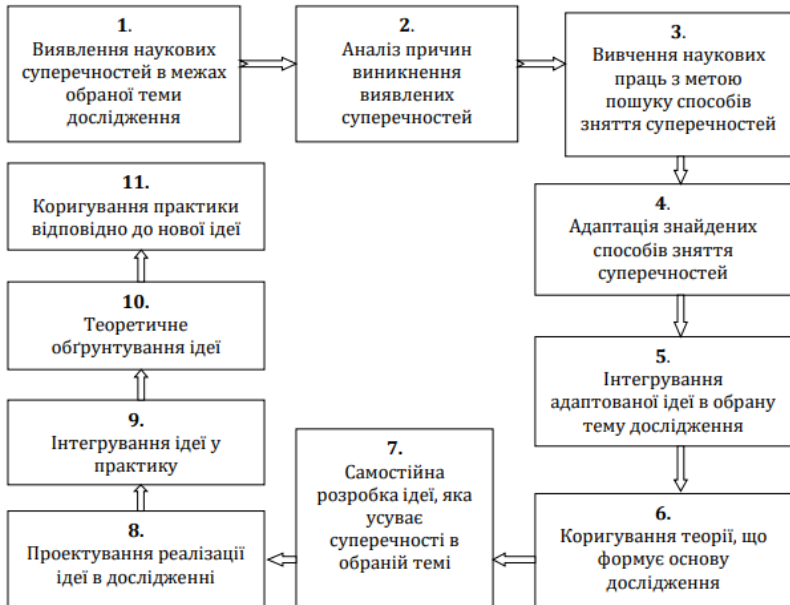 1.
Виявлення наукових
суперечностей в межах
обраної теми
дослідження
2.
Аналіз причин
виникнення
виявлених
суперечностей
3.
Вивчення наукових
праць з метою
пошуку способів
зняття суперечностей
4.
Адаптація знайдених
способів зняття
суперечностей
5.
Інтегрування
адаптованої ідеї в обрану
тему дослідження
6.
Коригування теорії, що
формує основу
дослідження
7.
Самостійна
розробка ідеї, яка
усуває
суперечності в
обраній темі
8.
Проектування реалізації
ідеї в дослідженні
9.
Інтегрування ідеї у
практику
10.
Теоретичне
обґрунтування ідеї
11.
Коригування практики
відповідно до нової ідеї